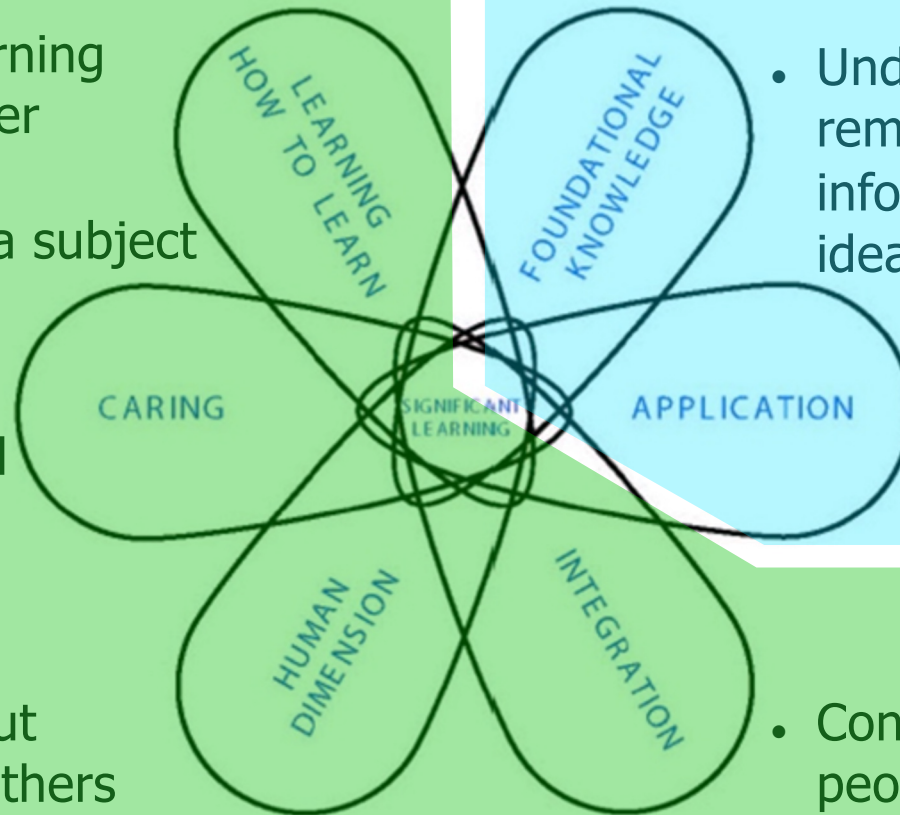 rning
er
a subject
ut
thers
LEARNING
HOW TO LEARN
FOUNDATIONAL
KNOWLEDGE
• Und
rem
info
idea
CARING
SIGNIFICANT
LEARNING
APPLICATION
HUMAN
DIMENSION
INTEGRATION
• Con
peo